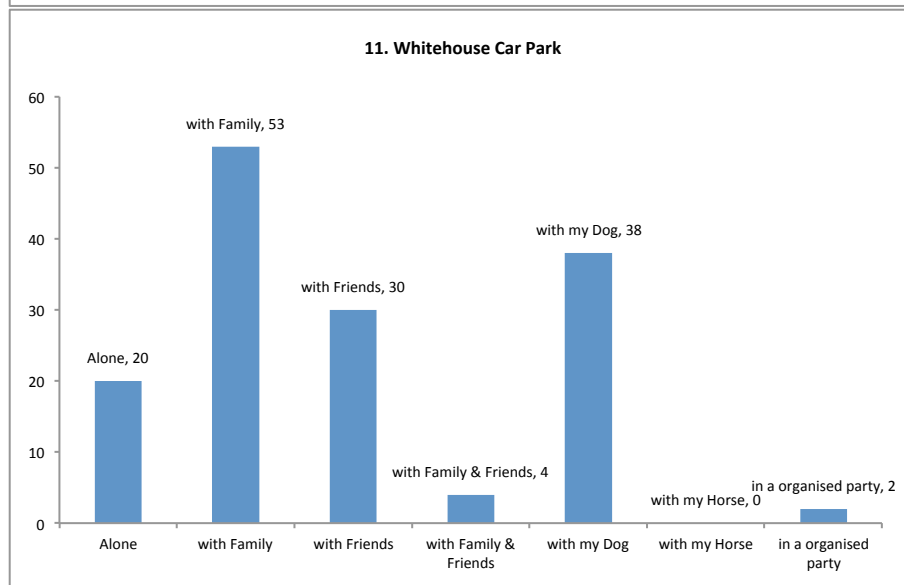 11. Whitehouse Car Park
60
50
40
30
20
10
0
Alone, 20
with Family, 53
with Friends, 30
with Family & Friends, 4
with my Dog, 38
with my Horse, 0
in a organised party, 2
Alone
with Family
with Friends
with Family &
Friends
with my Dog
with my Horse
in a organised
party